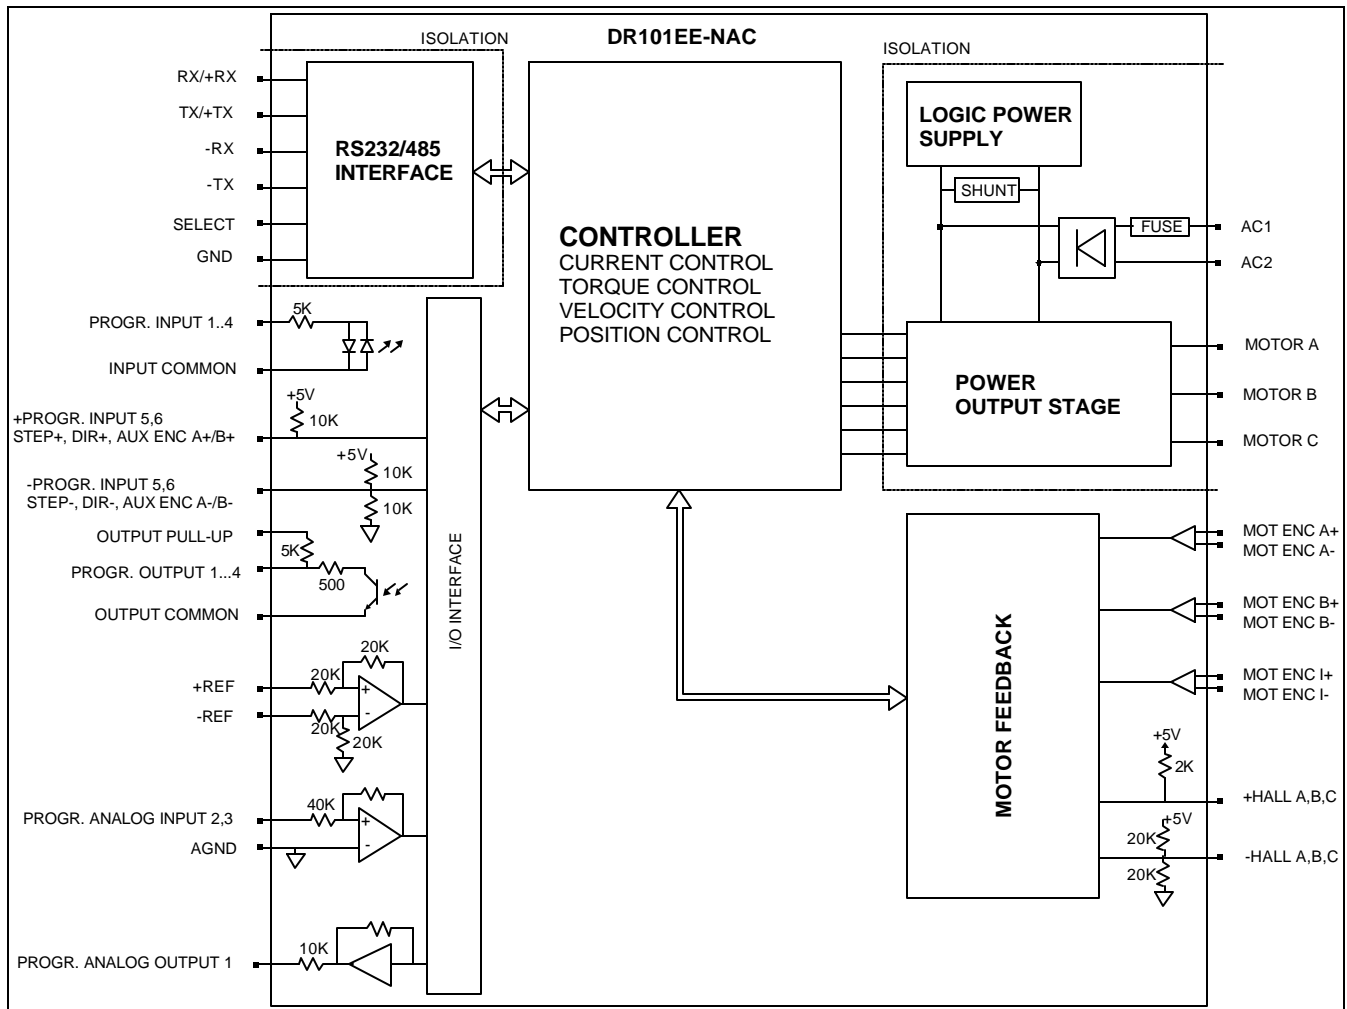 DR101EE-NAC
ISOLATION
RX/+RX
TX/+TX
-RX
-TX
SELECT
GND
RS232/485
INTERFACE
CONTROLLER
CURRENT CONTROL
TORQUE CONTROL
VELOCITY CONTROL
POSITION CONTROL
ISOLATION
LOGIC POWER
SUPPLY
SHUNT
FUSE
AC1
AC2
POWER
OUTPUT STAGE
MOTOR A
MOTOR B
MOTOR C
PROGR. INPUT 1..4
5K
INPUT COMMON
+5V
10K
+PROGR. INPUT 5,6
STEP+, DIR+, AUX ENC A+/B+
+5V
10K
10K
-PROGR. INPUT 5,6
STEP-, DIR-, AUX ENC A-/B-
OUTPUT PULL-UP
5K
PROGR. OUTPUT 1...4
500
OUTPUT COMMON
I/O INTERFACE
20K
+REF
20K
+
-REF
-
20K
20K
40K
PROGR. ANALOG INPUT 2,3
+
AGND
-
10K
PROGR. ANALOG OUTPUT 1
MOTOR FEEDBACK
MOT ENC A+
MOT ENC A-
MOT ENC B+
MOT ENC B-
MOT ENC I+
MOT ENC I-
+5V
2K
+HALL A,B,C
+5V
20K
-HALL A,B,C
20K